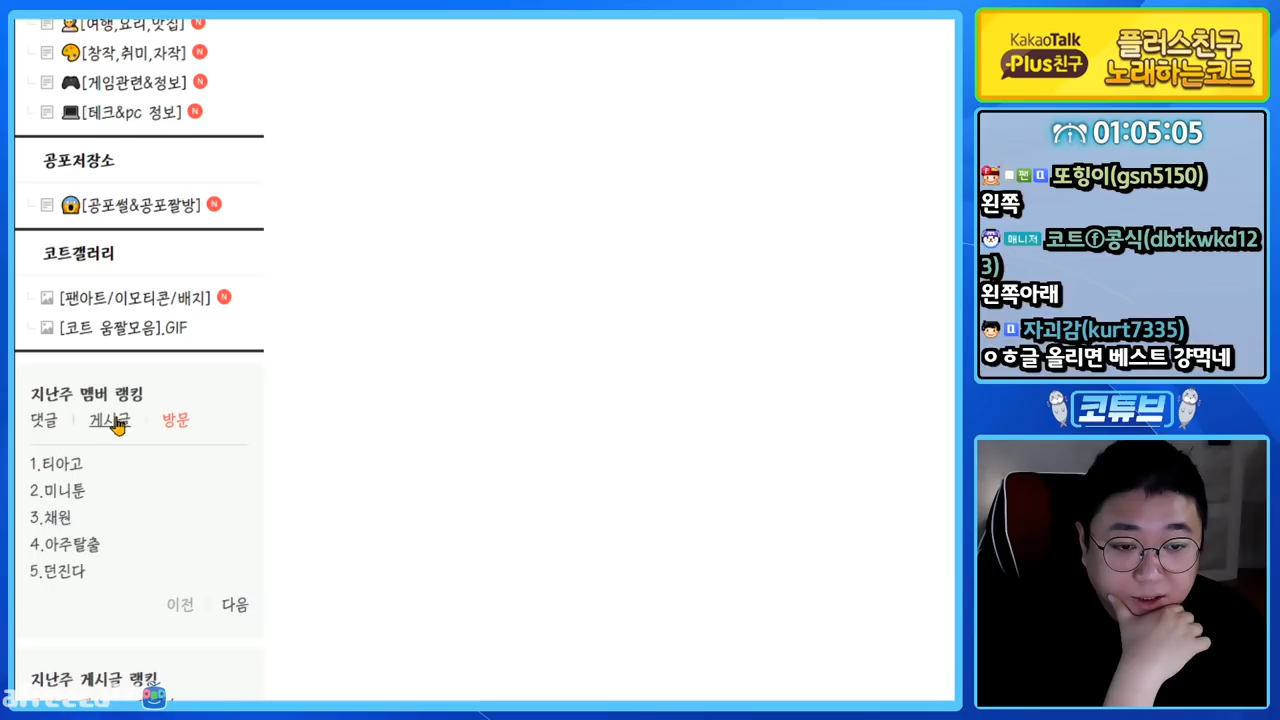 [여행,요리,맛집] N
[창작,취미,자작] N
[게임관련&정보] N
[테크&pc 정보] N
공포저장소
[공포썰&공포짤방] N
코트갤러리
[팬아트/이모티콘/배지] N
[코트 움짤모음].GIF
지난주 멤버 랭킹
댓글 게시글 방문
1.티아고
2.미니툰
3.채원
4.아주탈출
5.던진다
이전 다음
지난주 게시글 랭킹
KakaoTalk
Plus친구
플러스친구
노래하는코트
01:05:05
팬 또힝이(gsn5150)
왼쪽
매니저 코트ⓕ콩식(dbtkwkd12
3)
왼쪽아래
자괴감(kurt7335)
ㅇㅎ글 올리면 베스트 걍먹네
코튜브